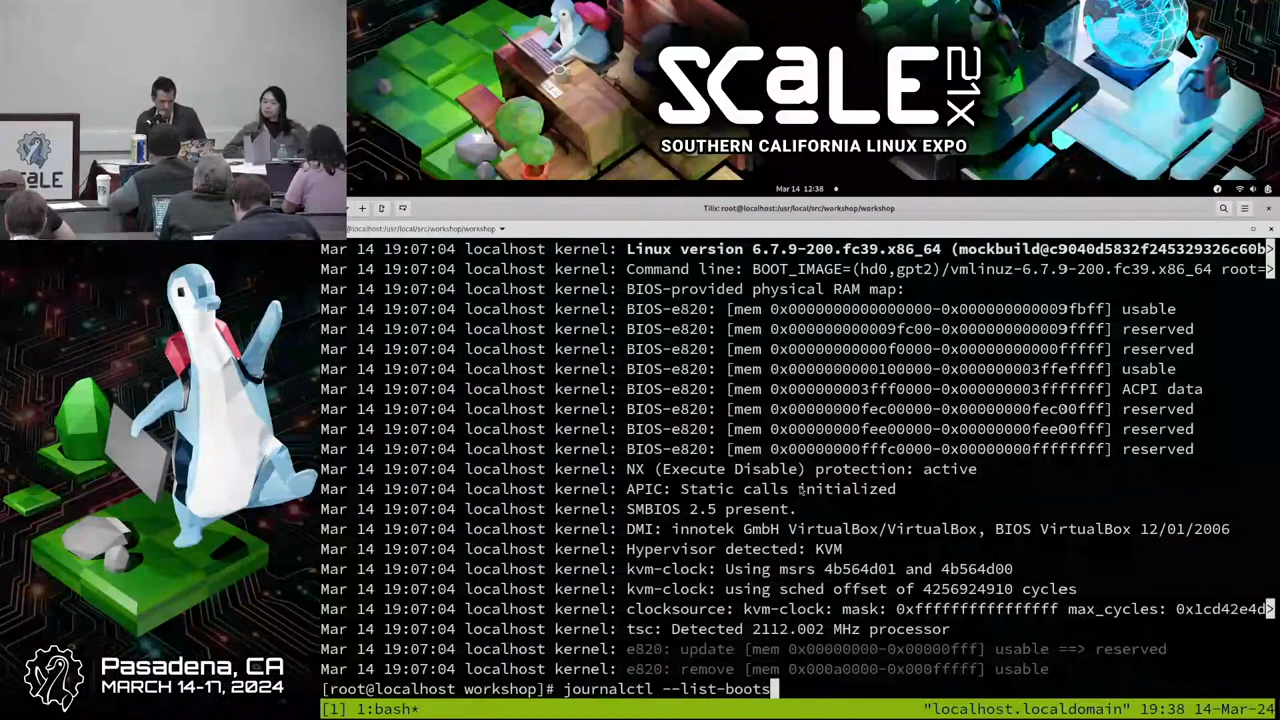 SCaLE 21X
SOUTHERN CALIFORNIA LINUX EXPO
Mar 14 12:38
Tilix: root@localhost:/usr/local/src/workshop/workshop
@localhost:/usr/local/src/workshop/workshop
Mar 14 19:07:04 localhost kernel: Linux version 6.7.9-200.fc39.x86_64 (mockbuild@c9040d5832f245329326c60b>
Mar 14 19:07:04 localhost kernel: Command line: BOOT_IMAGE=(hd0,gpt2)/vmlinuz-6.7.9-200.fc39.x86_64 root=>
Mar 14 19:07:04 localhost kernel: BIOS-provided physical RAM map:
Mar 14 19:07:04 localhost kernel: BIOS-e820: [mem 0x0000000000000000-0x000000000009fbff] usable
Mar 14 19:07:04 localhost kernel: BIOS-e820: [mem 0x000000000009fc00-0x000000000009ffff] reserved
Mar 14 19:07:04 localhost kernel: BIOS-e820: [mem 0x00000000000f0000-0x00000000000fffff] reserved
Mar 14 19:07:04 localhost kernel: BIOS-e820: [mem 0x0000000000100000-0x000000003ffeffff] usable
Mar 14 19:07:04 localhost kernel: BIOS-e820: [mem 0x000000003fff0000-0x000000003fffffff] ACPI data
Mar 14 19:07:04 localhost kernel: BIOS-e820: [mem 0x00000000fec00000-0x00000000fec00fff] reserved
Mar 14 19:07:04 localhost kernel: BIOS-e820: [mem 0x00000000fee00000-0x00000000fee00fff] reserved
Mar 14 19:07:04 localhost kernel: BIOS-e820: [mem 0x00000000fffc0000-0x00000000ffffffff] reserved
Mar 14 19:07:04 localhost kernel: NX (Execute Disable) protection: active
Mar 14 19:07:04 localhost kernel: APIC: Static calls initialized
Mar 14 19:07:04 localhost kernel: SMBIOS 2.5 present.
Mar 14 19:07:04 localhost kernel: DMI: innotek GmbH VirtualBox/VirtualBox, BIOS VirtualBox 12/01/2006
Mar 14 19:07:04 localhost kernel: Hypervisor detected: KVM
Mar 14 19:07:04 localhost kernel: kvm-clock: Using msrs 4b564d01 and 4b564d00
Mar 14 19:07:04 localhost kernel: kvm-clock: using sched offset of 4256924910 cycles
Mar 14 19:07:04 localhost kernel: clocksource: kvm-clock: mask: 0xffffffffffffffff max_cycles: 0x1cd42e4d>
Mar 14 19:07:04 localhost kernel: tsc: Detected 2112.002 MHz processor
Mar 14 19:07:04 localhost kernel: e820: update [mem 0x00000000-0x00000fff] usable ==> reserved
Mar 14 19:07:04 localhost kernel: e820: remove [mem 0x000a0000-0x000fffff] usable
[root@localhost workshop]# journalctl --list-boots
[1] 1:bash* "localhost.localdomain" 19:38 14-Mar-24
Pasadena, CA
MARCH 14-17, 2024